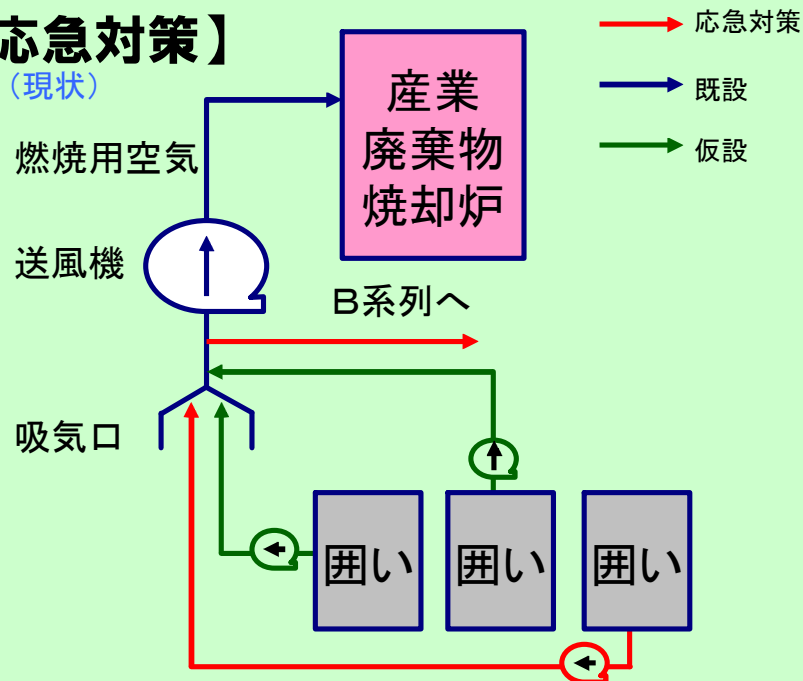 応急対策】
（現状）
応急対策
既設
仮設
産業
廃棄物
焼却炉
燃焼用空気
送風機
B系列へ
吸気口
囲い
囲い
囲い